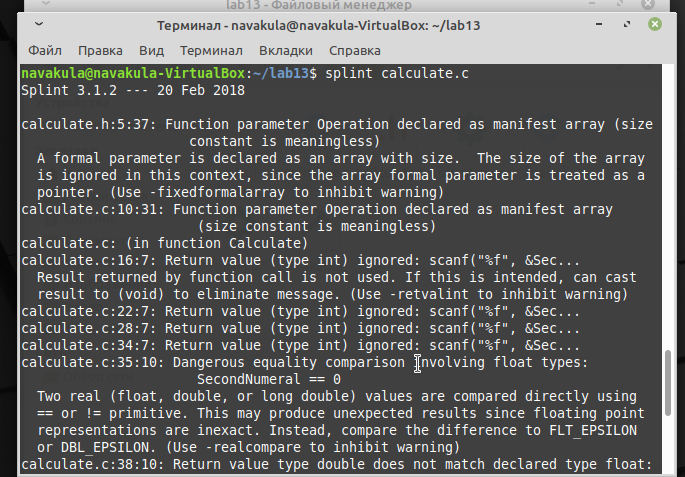 lab13 - Файловый менеджер
Терминал - navakula@navakula-VirtualBox: ~/lab13
Файл Правка Вид Терминал Вкладки Справка
navakula@navakula-VirtualBox:~/lab13$ splint calculate.c
Splint 3.1.2 --- 20 Feb 2018
calculate.h:5:37: Function parameter Operation declared as manifest array (size
constant is meaningless)
A formal parameter is declared as an array with size.  The size of the array
is ignored in this context, since the array formal parameter is treated as a
pointer. (Use -fixedformalarray to inhibit warning)
calculate.c:10:31: Function parameter Operation declared as manifest array
(size constant is meaningless)
calculate.c: (in function Calculate)
calculate.c:16:7: Return value (type int) ignored: scanf("%f", &Sec...
Result returned by function call is not used. If this is intended, can cast
result to (void) to eliminate message. (Use -retvalint to inhibit warning)
calculate.c:22:7: Return value (type int) ignored: scanf("%f", &Sec...
calculate.c:28:7: Return value (type int) ignored: scanf("%f", &Sec...
calculate.c:34:7: Return value (type int) ignored: scanf("%f", &Sec...
calculate.c:35:10: Dangerous equality comparison involving float types:
SecondNumeral == 0
Two real (float, double, or long double) values are compared directly using
== or != primitive. This may produce unexpected results since floating point
representations are inexact. Instead, compare the difference to FLT_EPSILON
or DBL_EPSILON. (Use -realcompare to inhibit warning)
calculate.c:38:10: Return value type double does not match declared type float: